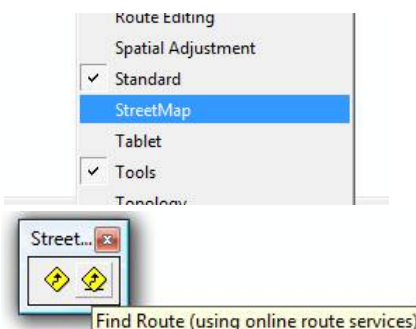 Route Editing
Spatial Adjustment
Standard
StreetMap
Tablet
Tools
Topology
Street...
Find Route (using online route services)